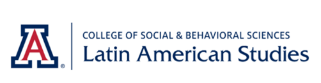 A
COLLEGE OF SOCIAL & BEHAVIORAL SCIENCES
Latin American Studies